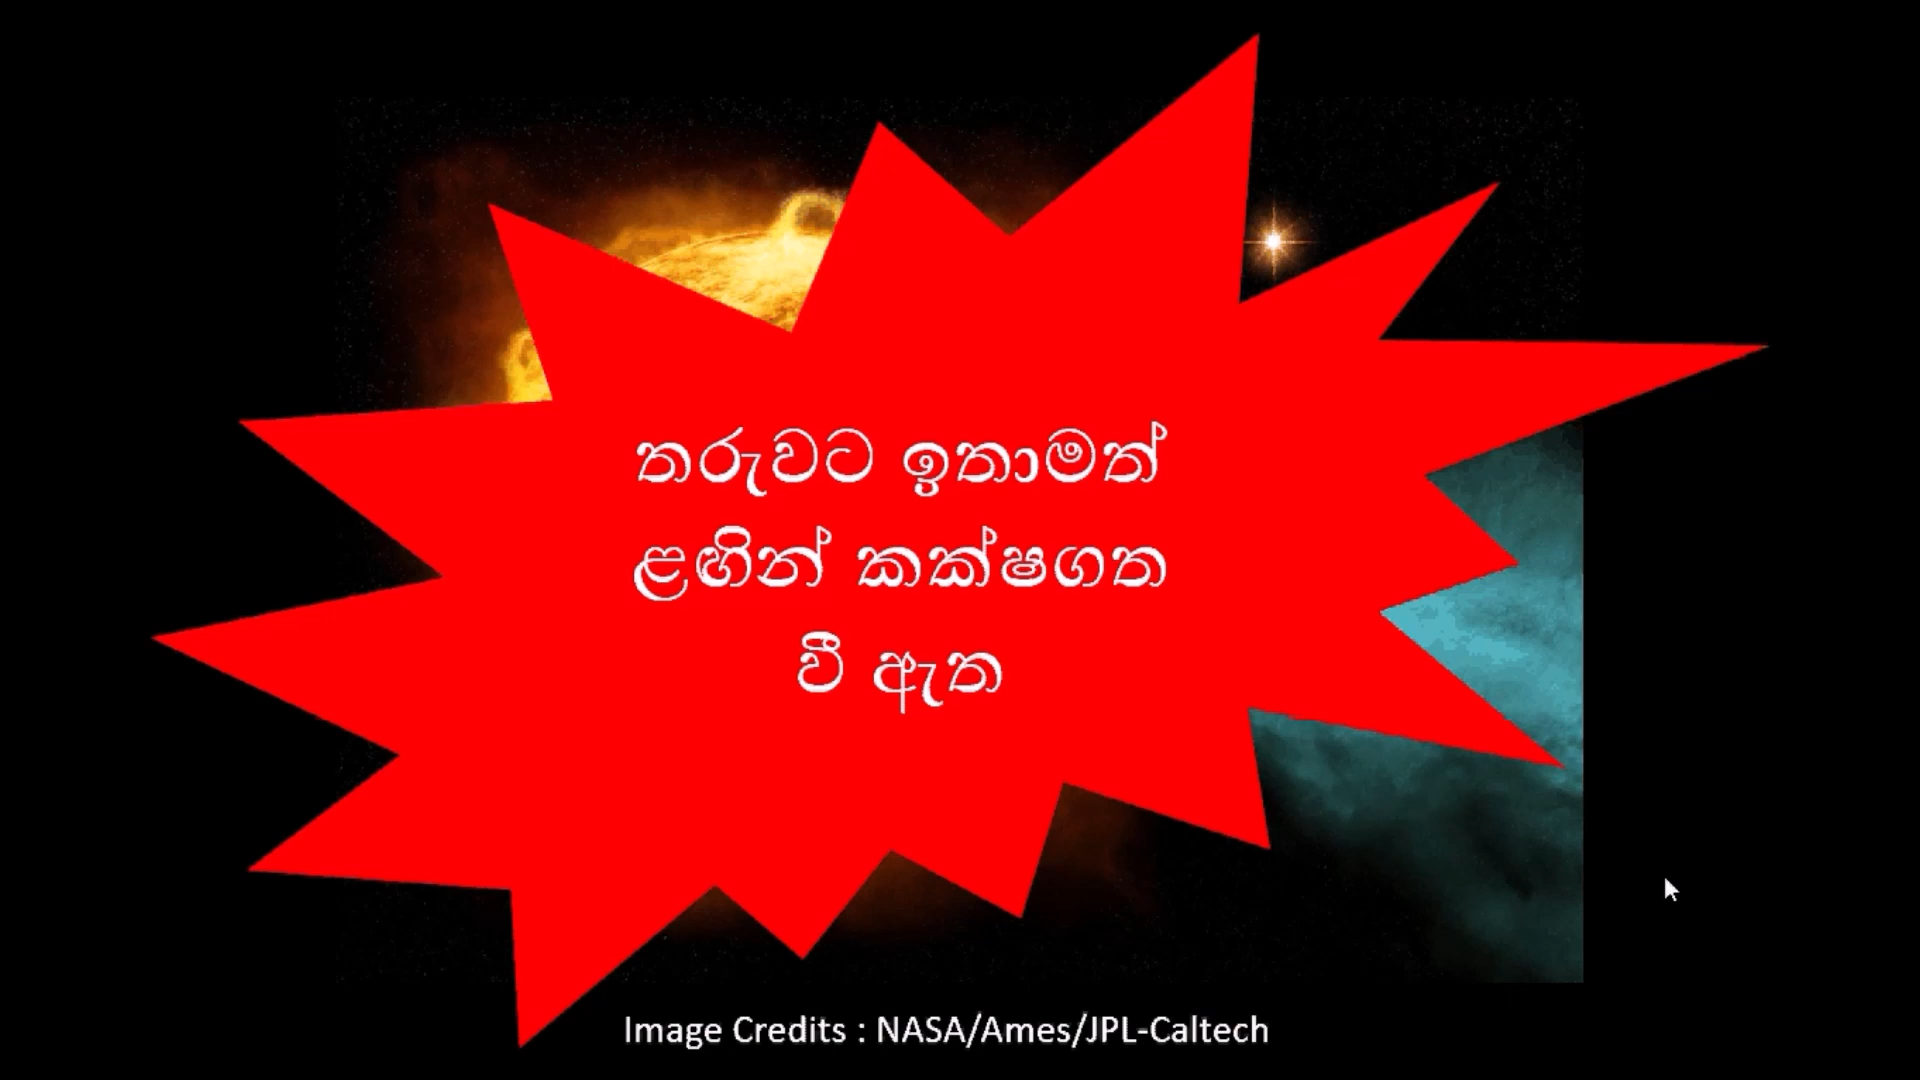 තරුවට ඉතාමත්
ළඟින් කක්ෂගත
වී ඇත
Image Credits : NASA/Ames/JPL-Caltech